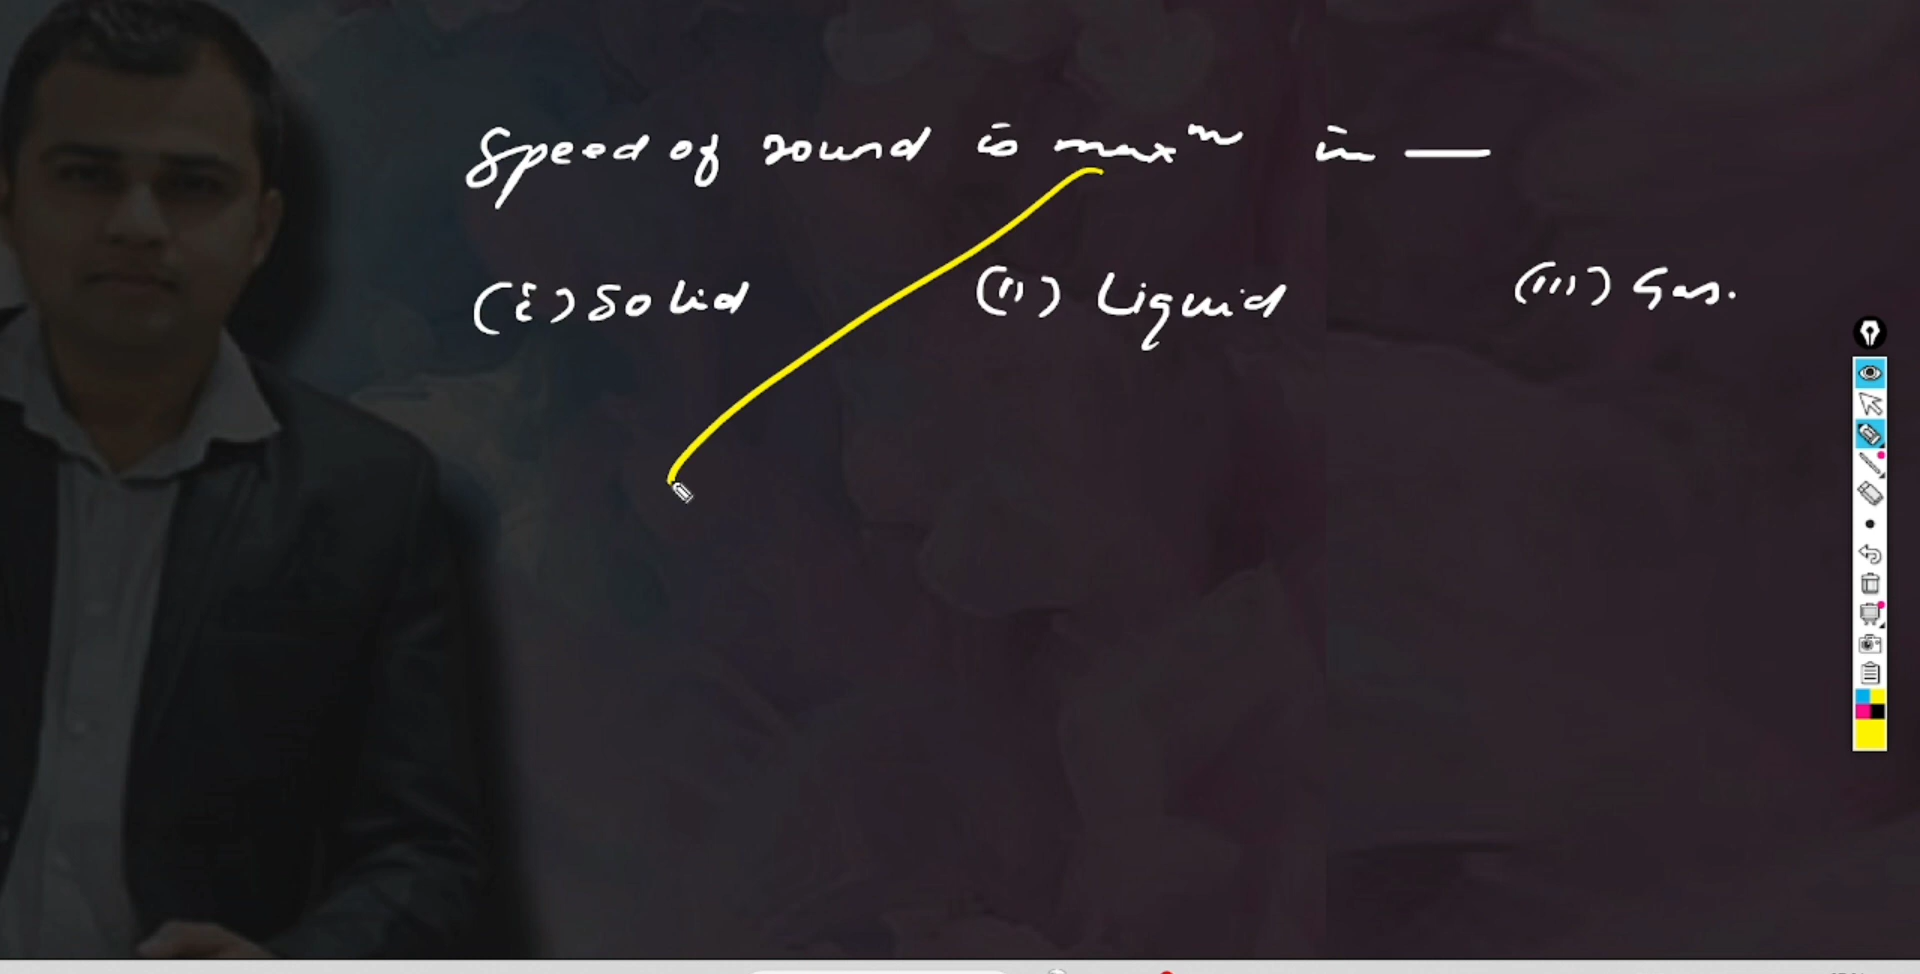 Speed of sound is maxᵐ in —
(i) Solid (ii) Liquid (iii) Gas.